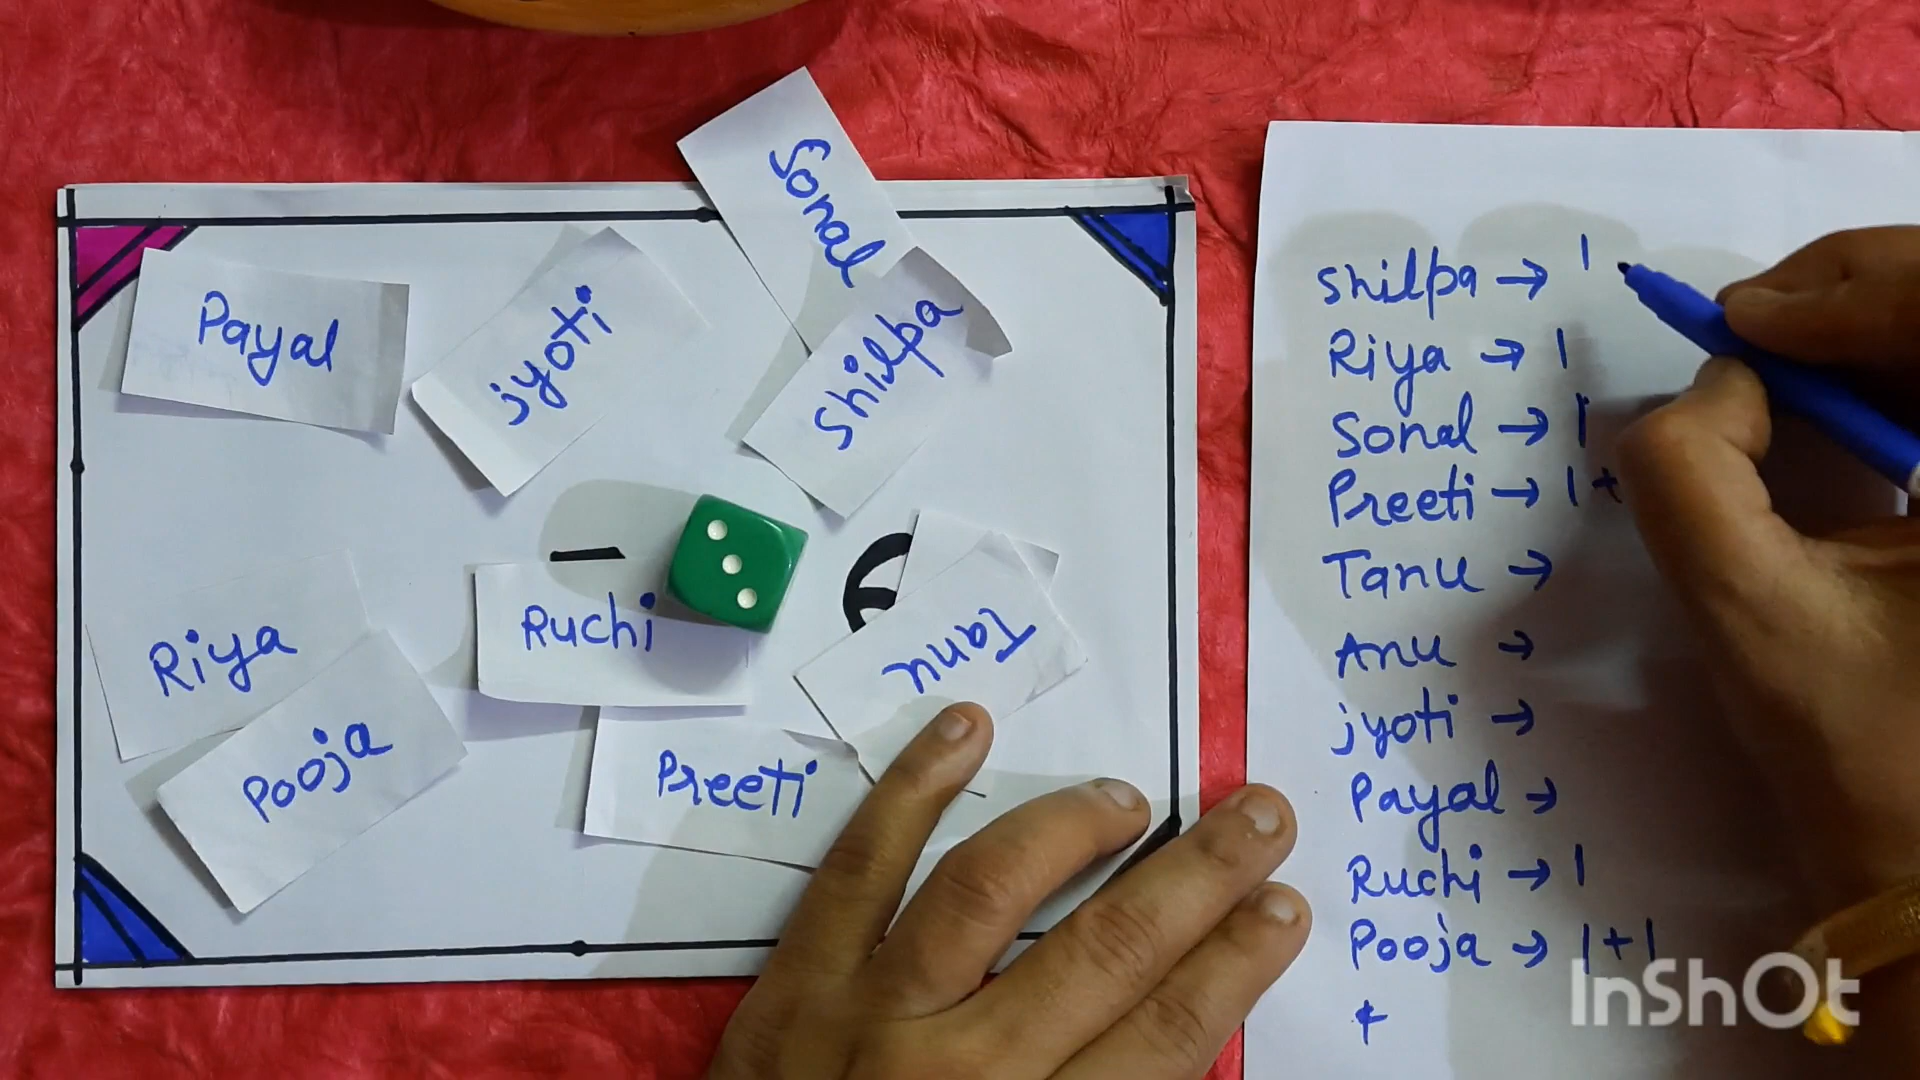 Sonal
Payal
jyoti
Shilpa
Riya
Ruchi
Tanu
Pooja
Preeti
Shilpa → 1
Riya → 1
Sonal → 1
Preeti → 1+
Tanu →
Anu →
jyoti →
Payal →
Ruchi → 1
Pooja → 1+1
InShOt